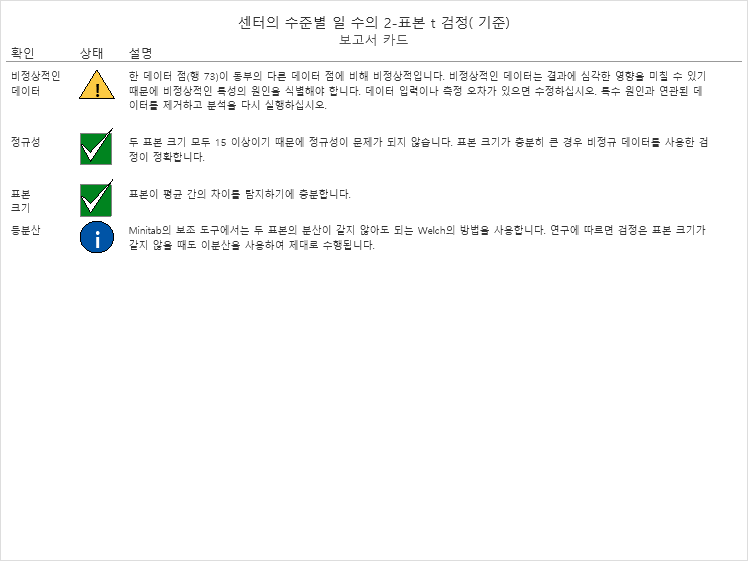 센터의 수준별 일 수의 2-표본 t 검정( 기준)
보고서 카드
확인 상태 설명
비정상적인 데이터
한 데이터 점(행 73)이 동부의 다른 데이터 점에 비해 비정상적입니다. 비정상적인 데이터는 결과에 심각한 영향을 미칠 수 있기
때문에 비정상적인 특성의 원인을 식별해야 합니다. 데이터 입력이나 측정 오차가 있으면 수정하십시오. 특수 원인과 연관된 데
이터를 제거하고 분석을 다시 실행하십시오.
정규성
두 표본 크기 모두 15 이상이기 때문에 정규성이 문제가 되지 않습니다. 표본 크기가 충분히 큰 경우 비정규 데이터를 사용한 검
정이 정확합니다.
표본
크기
표본이 평균 간의 차이를 탐지하기에 충분합니다.
등분산
Minitab의 보조 도구에서는 두 표본의 분산이 같지 않아도 되는 Welch의 방법을 사용합니다. 연구에 따르면 검정은 표본 크기가
같지 않을 때도 이분산을 사용하여 제대로 수행됩니다.